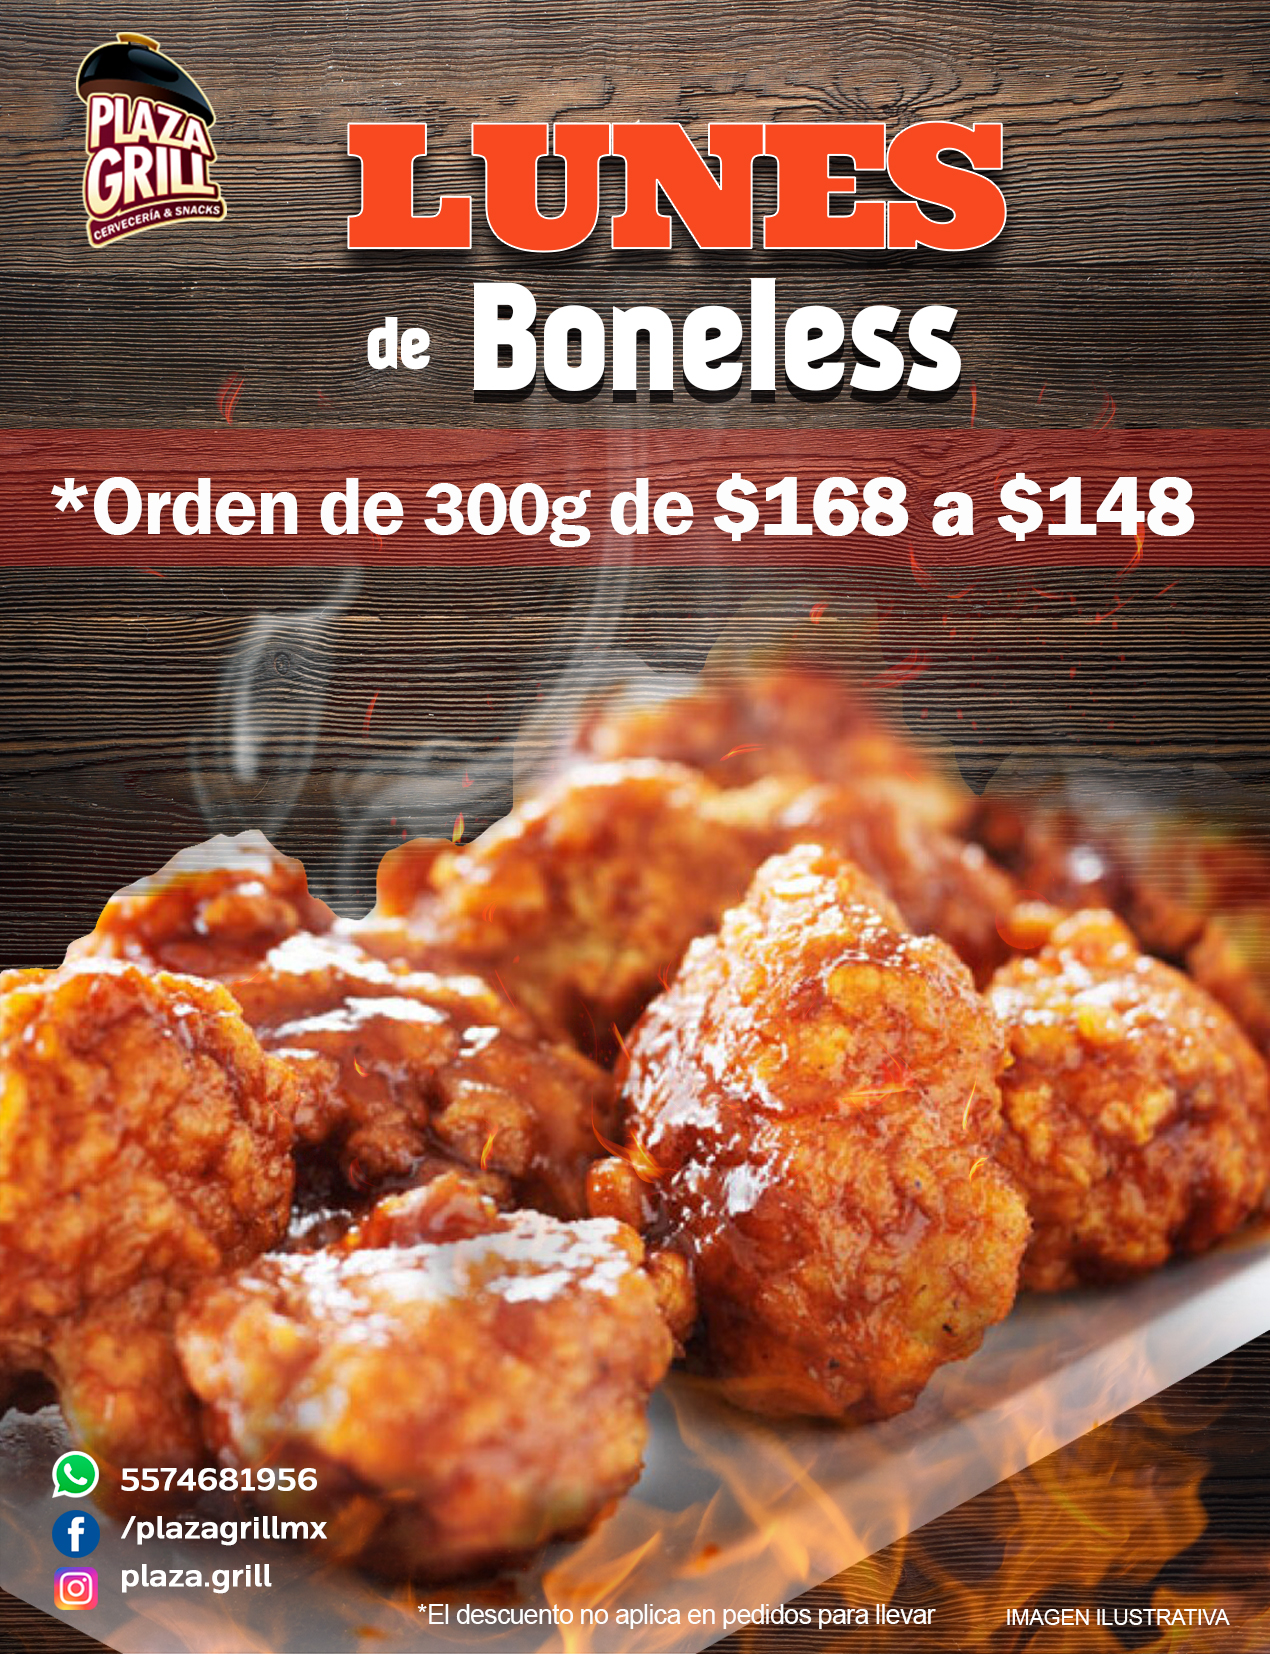 PLAZA
GRILL
CERVECERÍA & SNACKS
LUNES
de Boneless
*Orden de 300g de $168 a $148
5574681956
/plazagrillmx
plaza.grill
*El descuento no aplica en pedidos para llevar
IMAGEN ILUSTRATIVA